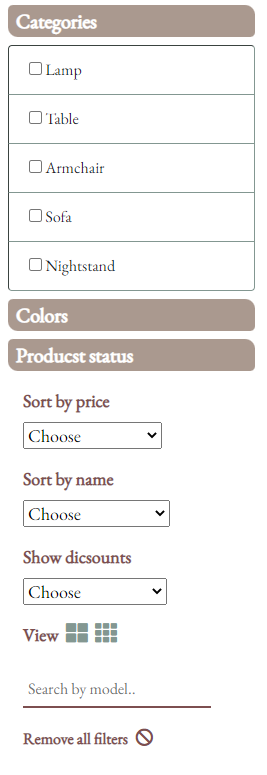 Categories
Lamp
Table
Armchair
Sofa
Nightstand
Colors
Producst status
Sort by price
Choose
Sort by name
Choose
Show dicsounts
Choose
View
Search by model..
Remove all filters